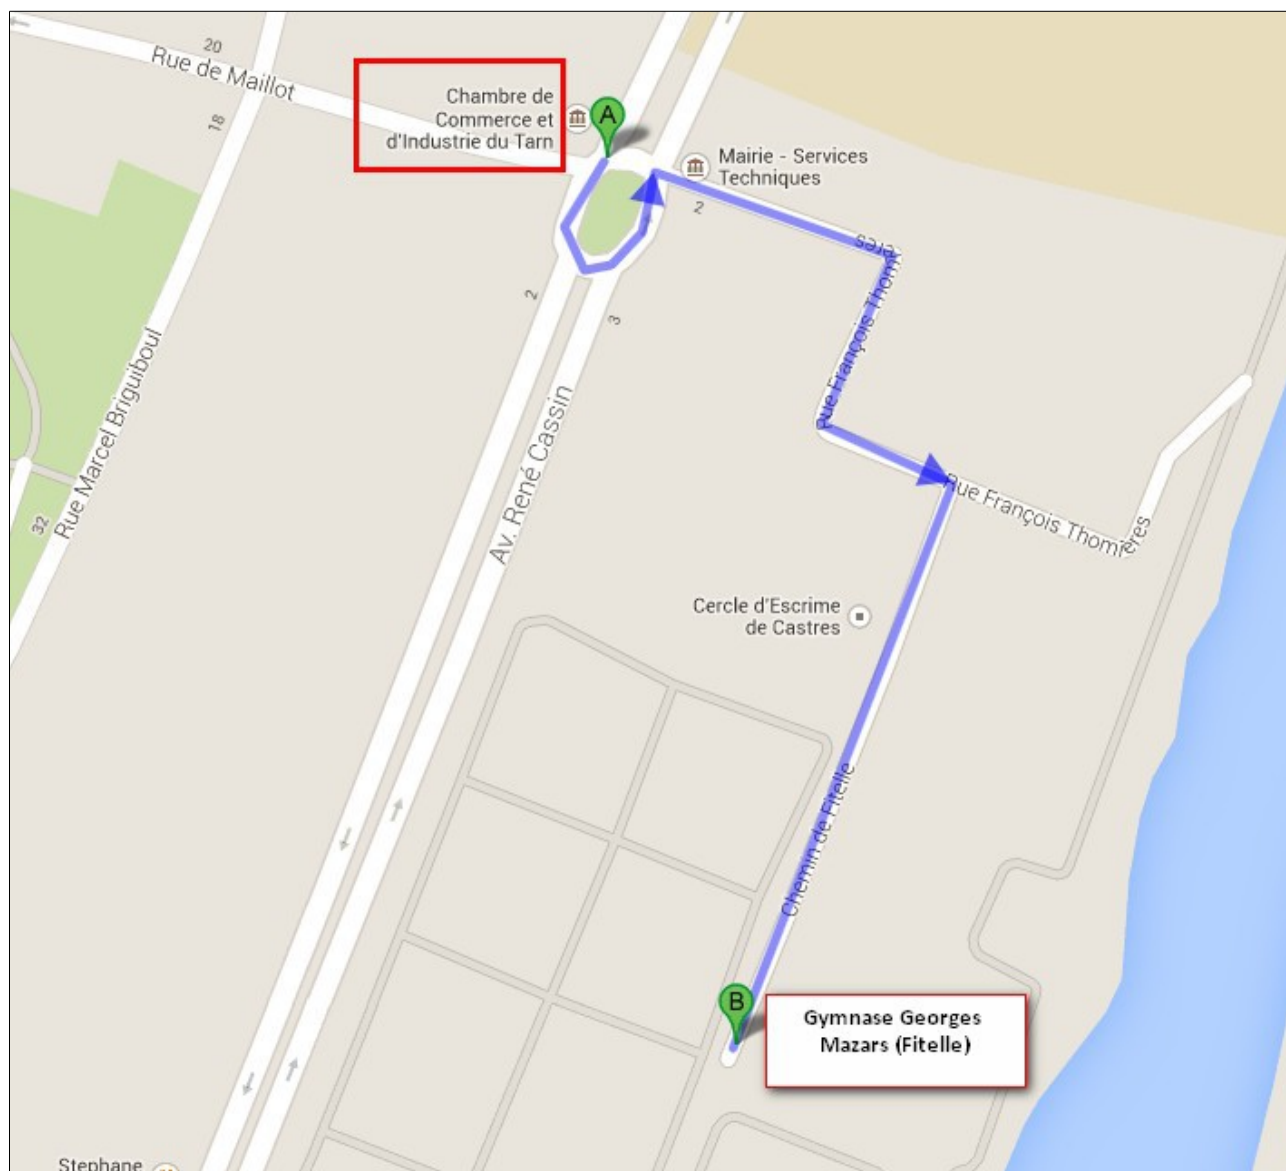 20
Rue de Maillot
18
Chambre de
Commerce et
d'Industrie du Tarn
A
Mairie - Services
Techniques
2
Rue François Thomières
2
3
Rue Marcel Briguiboul
32
Av. René Cassin
Rue François Thomières
Cercle d'Escrime
de Castres
Chemin de Fitelle
B
Gymnase Georges
Mazars (Fitelle)
Stephane